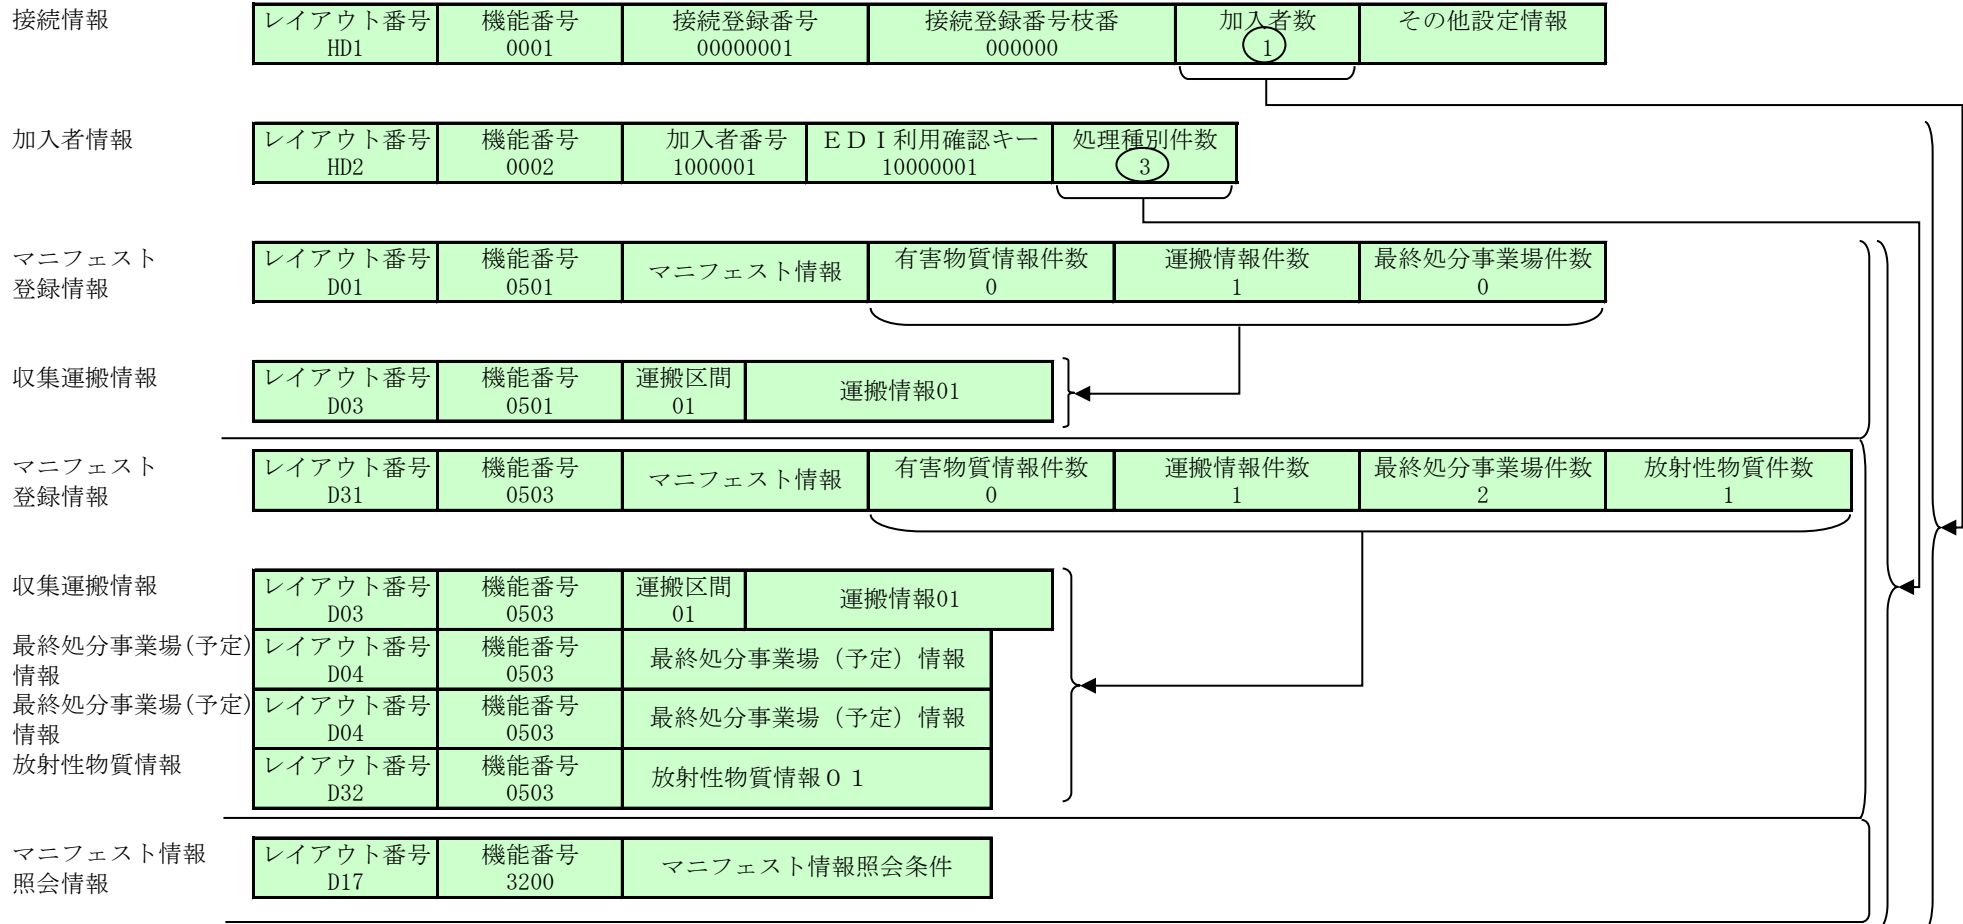 接続情報
レイアウト番号 機能番号 接続登録番号 接続登録番号枝番 加入者数 その他設定情報
HD1 0001 00000001 000000 1
加入者情報
レイアウト番号 機能番号 加入者番号 ＥＤＩ利用確認キー 処理種別件数
HD2 0002 1000001 10000001 3
マニフェスト
登録情報
レイアウト番号 機能番号 マニフェスト情報 有害物質情報件数 運搬情報件数 最終処分事業場件数
D01 0501 0 1 0
収集運搬情報
レイアウト番号 機能番号 運搬区間 運搬情報01
D03 0501 01
マニフェスト
登録情報
レイアウト番号 機能番号 マニフェスト情報 有害物質情報件数 運搬情報件数 最終処分事業場件数 放射性物質件数
D31 0503 0 1 2 1
収集運搬情報
レイアウト番号 機能番号 運搬区間 運搬情報01
D03 0503 01
最終処分事業場(予定)
情報
レイアウト番号 機能番号 最終処分事業場（予定）情報
D04 0503
最終処分事業場(予定)
情報
レイアウト番号 機能番号 最終処分事業場（予定）情報
D04 0503
放射性物質情報
レイアウト番号 機能番号 放射性物質情報０１
D32 0503
マニフェスト情報
照会情報
レイアウト番号 機能番号 マニフェスト情報照会条件
D17 3200